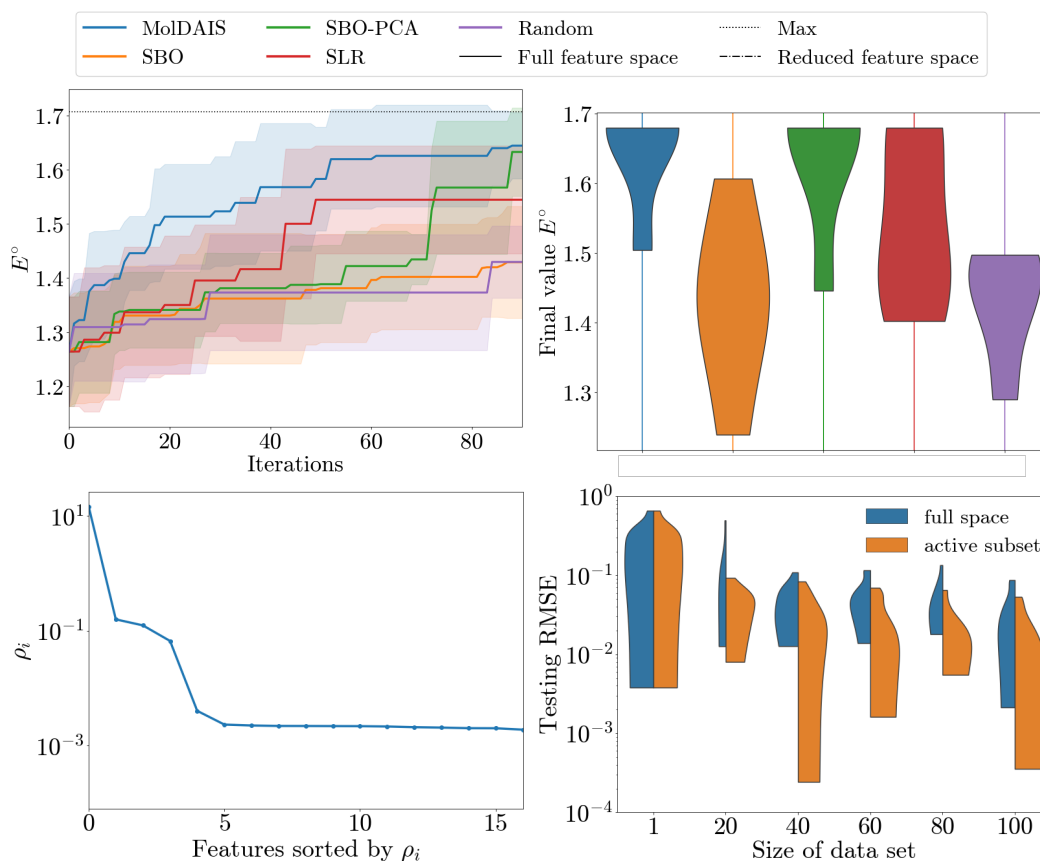 MolDAIS SBO-PCA Random Max
SBO SLR Full feature space Reduced feature space
1.7
1.6
1.5
1.4
1.3
1.2
E°
0 20 40 60 80
Iterations
1.7
1.6
1.5
1.4
1.3
Final value E°
10¹
10⁻¹
10⁻³
ρᵢ
0 5 10 15
Features sorted by ρᵢ
10⁰
10⁻¹
10⁻²
10⁻³
10⁻⁴
Testing RMSE
full space
active subset
1 20 40 60 80 100
Size of data set